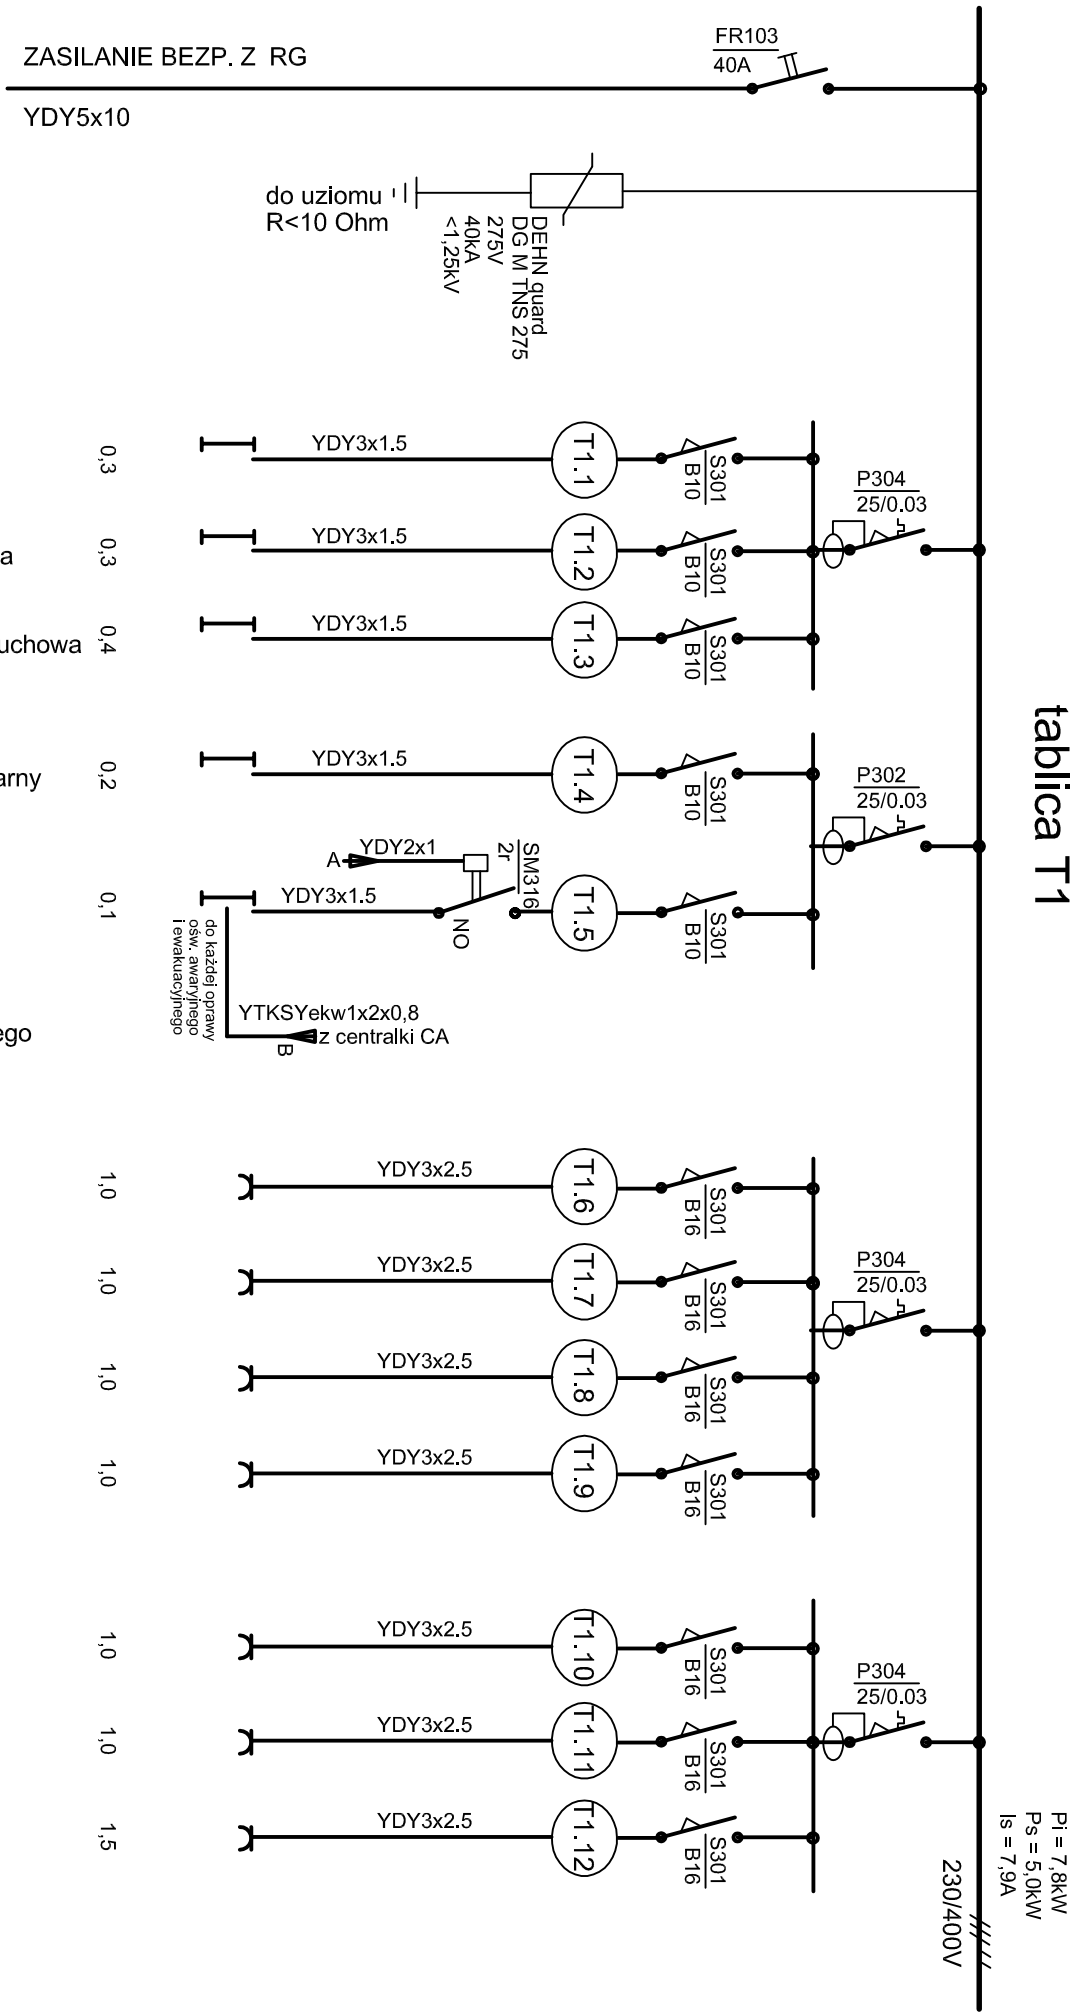 ZASILANIE BEZP. Z RG
YDY5x10
FR103
40A
do uziomu
R<10 Ohm
DEHN quard
DG M TNS 275
275V
40kA
<1,25kV
tablica T1
P304
25/0.03
0,3
YDY3x1.5
T1.1
S301
B10
a
0,3
YDY3x1.5
T1.2
S301
B10
uchowa
0,4
YDY3x1.5
T1.3
S301
B10
P302
25/0.03
arny
0,2
YDY3x1.5
T1.4
S301
B10
A
YDY2x1
SM316
2r
NO
0,1
YDY3x1.5
T1.5
S301
B10
do każdej oprawy
ośw. awaryjnego
i ewakuacyjnego
YTKSYekw1x2x0,8
z centralki CA
B
ego
P304
25/0.03
1,0
YDY3x2.5
T1.6
S301
B16
1,0
YDY3x2.5
T1.7
S301
B16
1,0
YDY3x2.5
T1.8
S301
B16
1,0
YDY3x2.5
T1.9
S301
B16
P304
25/0.03
1,0
YDY3x2.5
T1.10
S301
B16
1,0
YDY3x2.5
T1.11
S301
B16
1,5
YDY3x2.5
T1.12
S301
B16
Pi = 7,8kW
Ps = 5,0kW
Is = 7,9A
230/400V